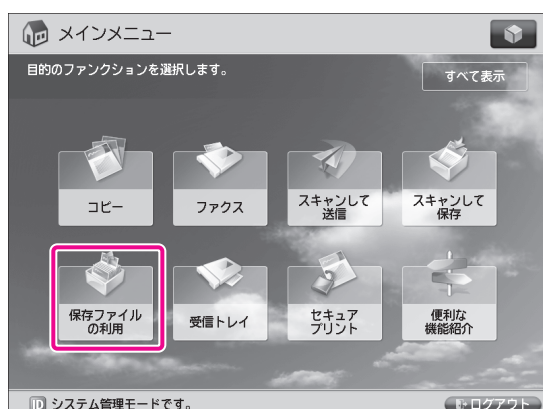 メインメニュー
目的のファンクションを選択します。
すべて表示
コピー
ファクス
スキャンして
送信
スキャンして
保存
保存ファイル
の利用
受信トレイ
セキュア
プリント
便利な
機能紹介
ID システム管理モードです。
ログアウト